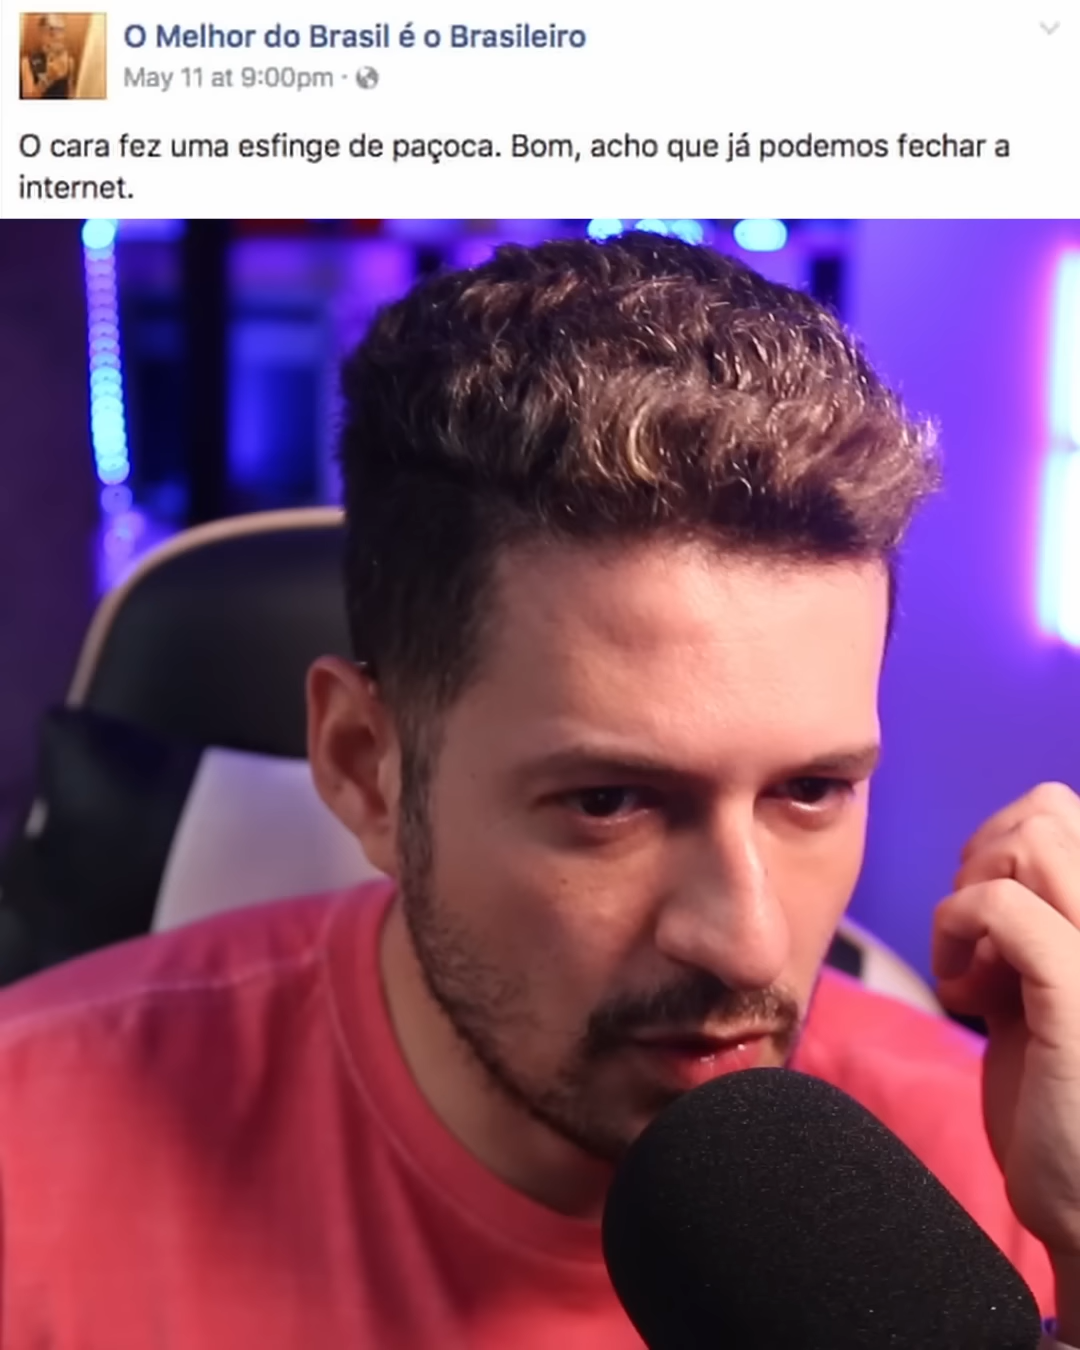 O Melhor do Brasil é o Brasileiro
May 11 at 9:00pm ·
O cara fez uma esfinge de paçoca. Bom, acho que já podemos fechar a
internet.